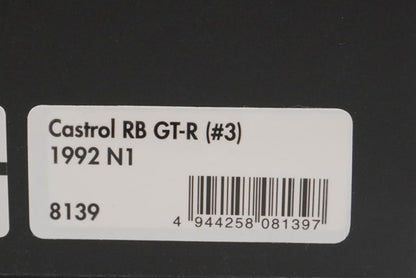 Castrol RB GT-R (#3)
1992 N1
8139
4 944258 081397